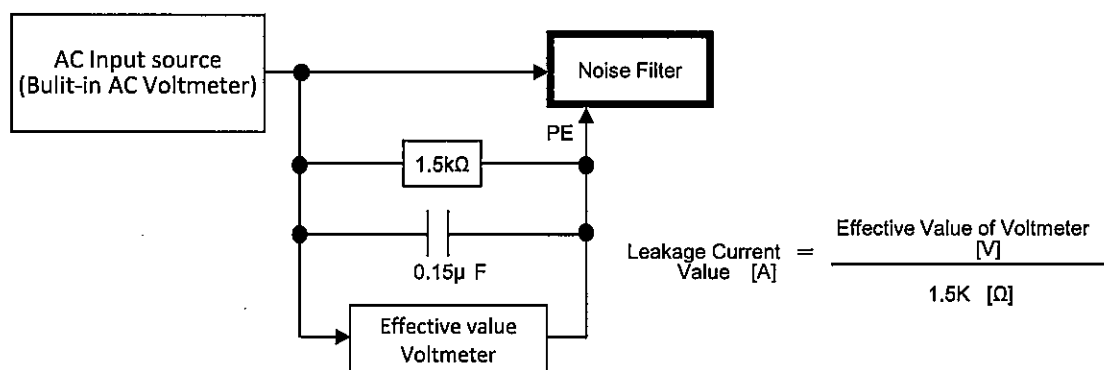 AC Input source
(Bulit-in AC Voltmeter)
Noise Filter
PE
1.5kΩ
0.15μ F
Effective value
Voltmeter
Leakage Current
Value [A]
=
Effective Value of Voltmeter
[V]
1.5K [Ω]